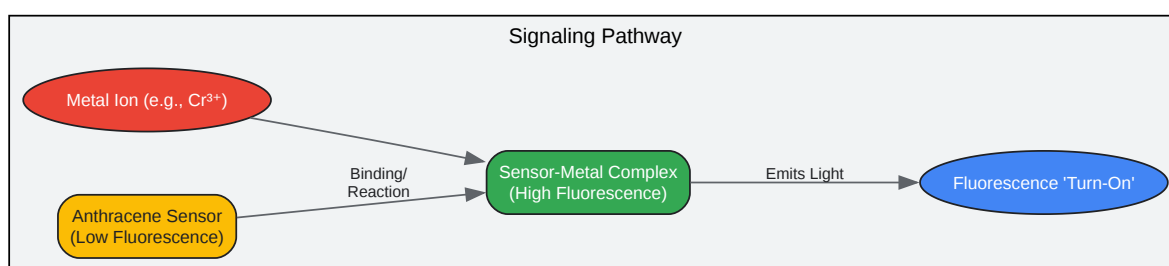 Signaling Pathway
Metal Ion (e.g., Cr³⁺)
Binding/
Reaction
Anthracene Sensor
(Low Fluorescence)
Sensor-Metal Complex
(High Fluorescence)
Emits Light
Fluorescence 'Turn-On'